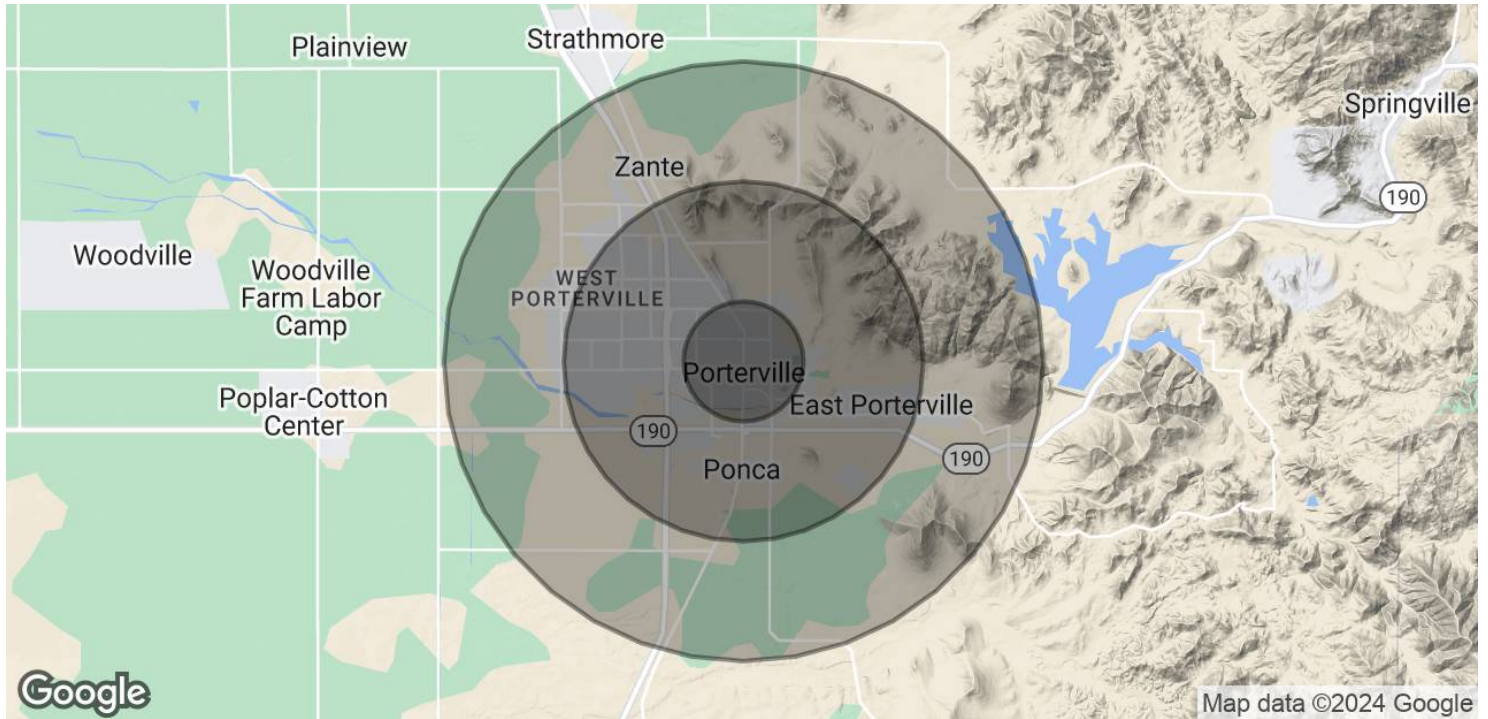 Plainview
Strathmore
Springville
Zante
190
Woodville
Woodville
Farm Labor
Camp
WEST
PORTERVILLE
Porterville
Poplar-Cotton
Center
East Porterville
190
190
Ponca
Google
Map data ©2024 Google